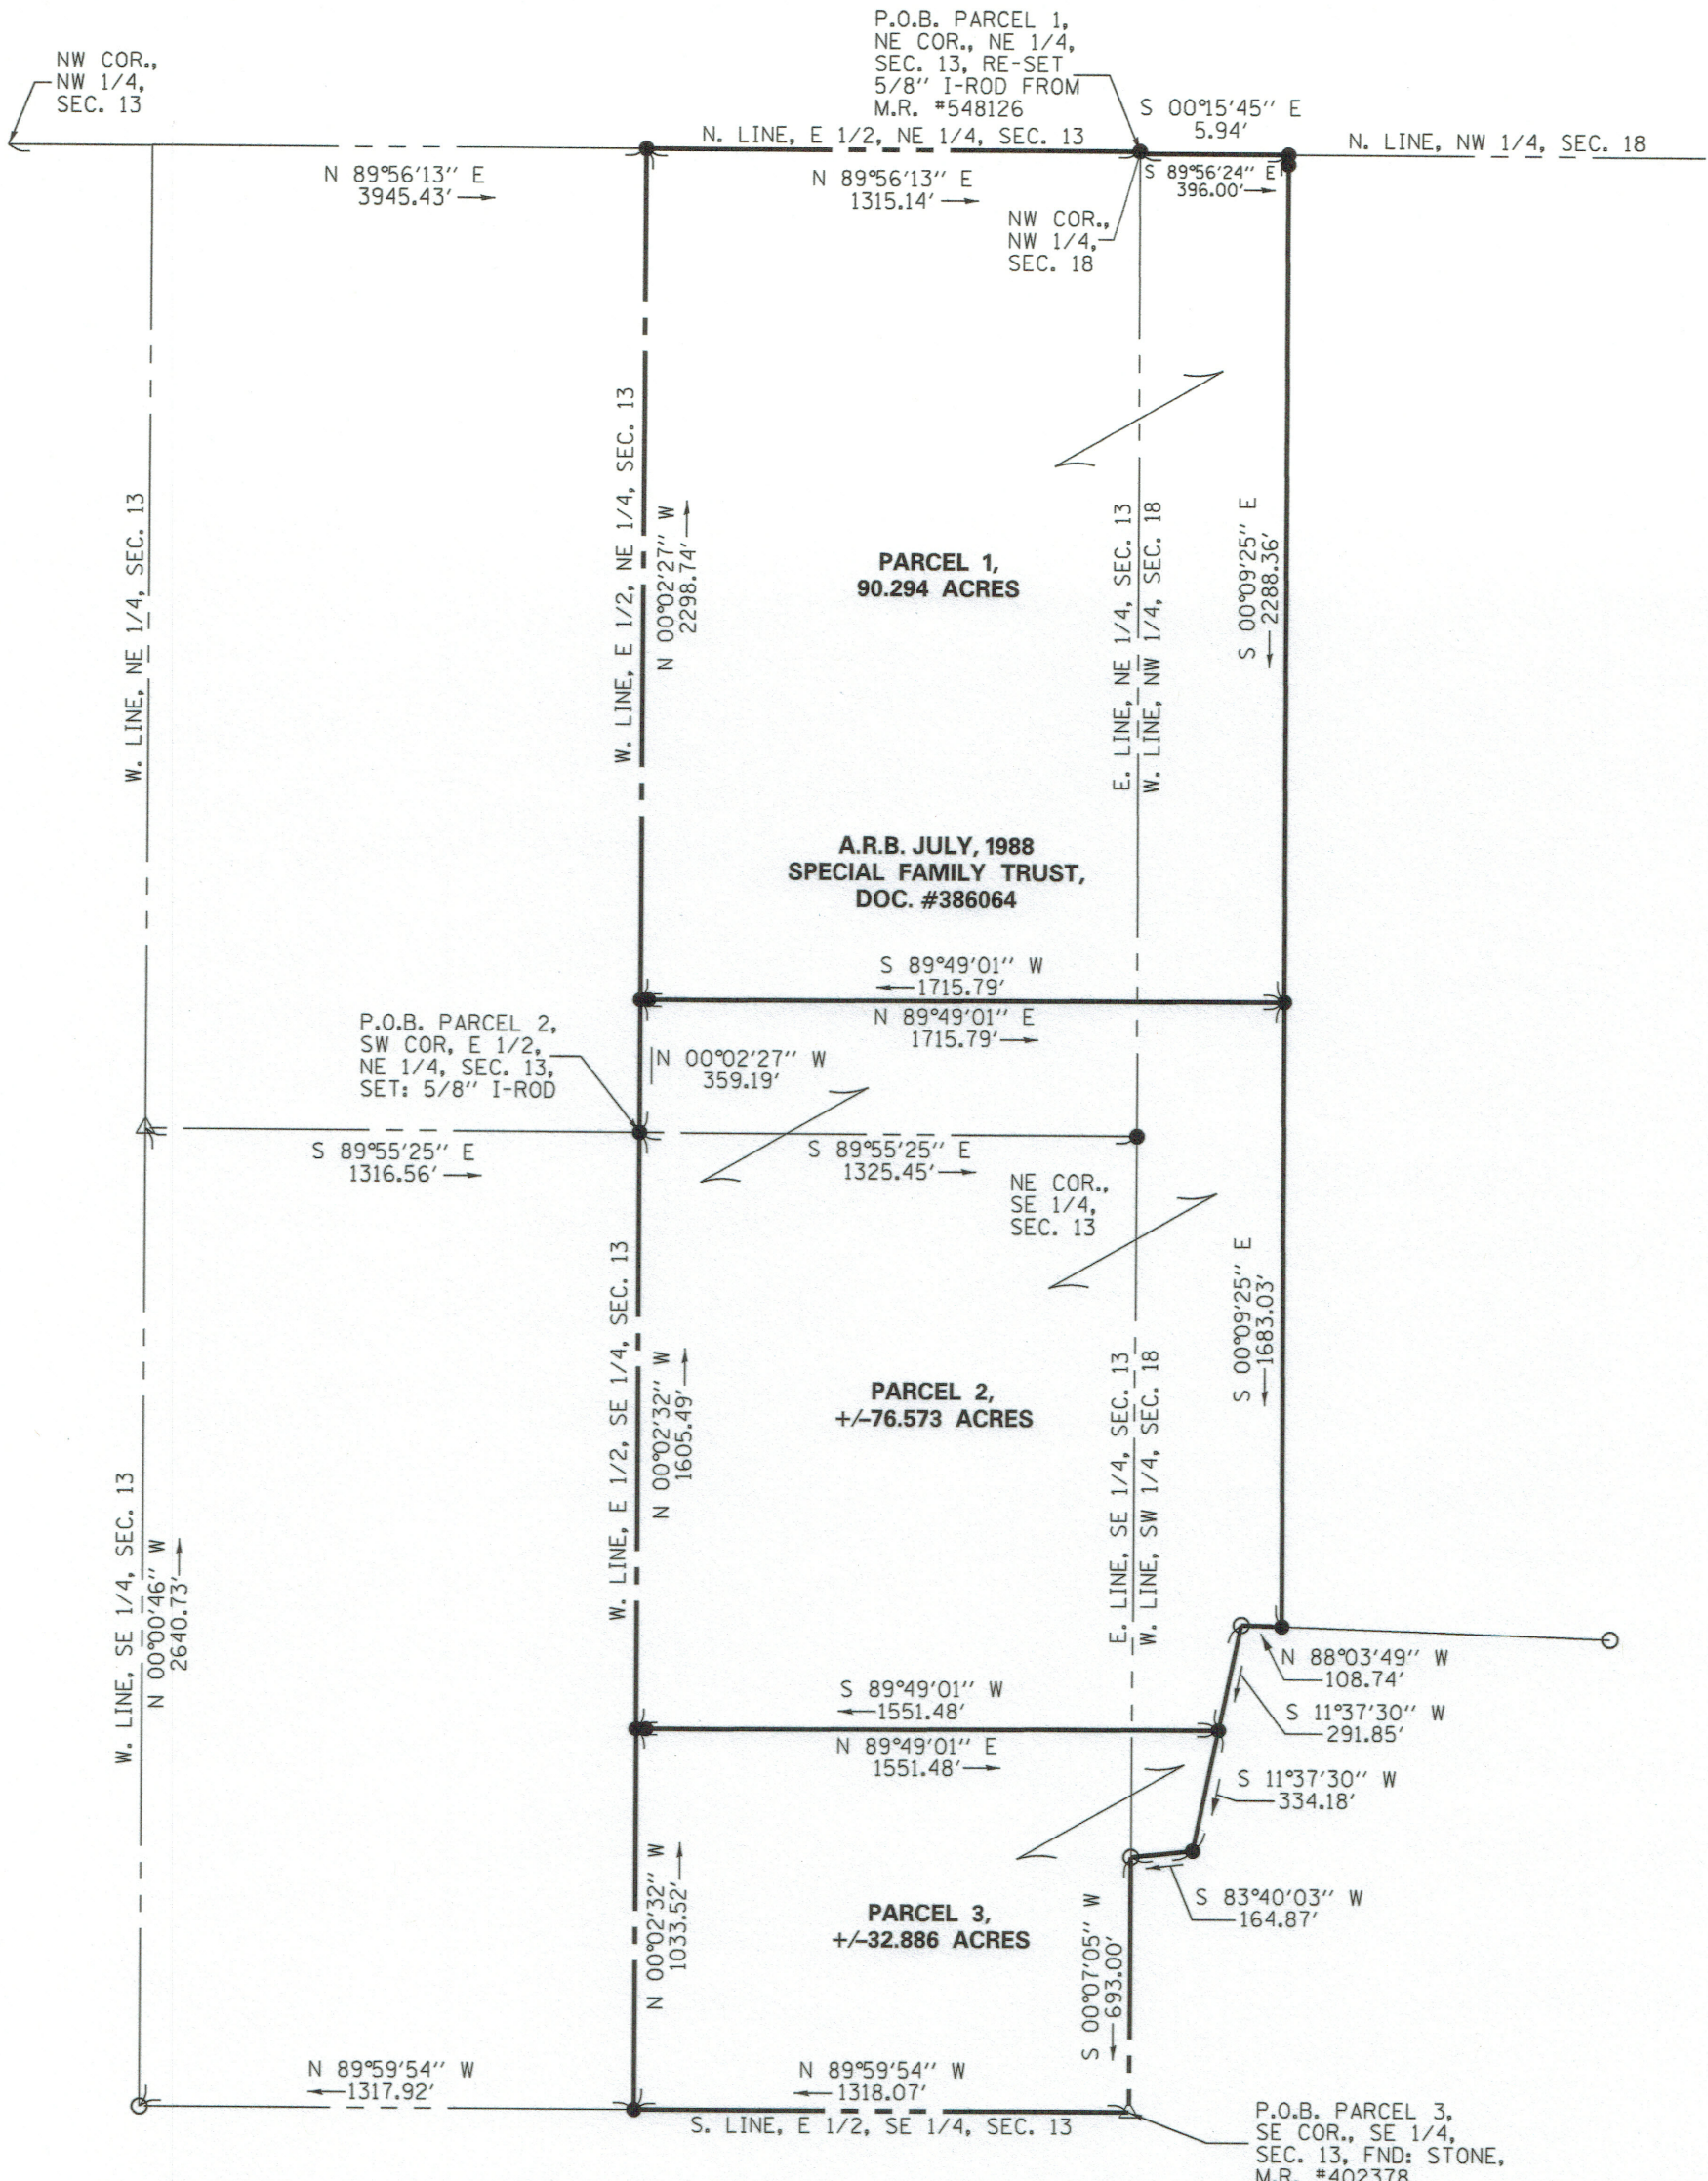 P.O.B. PARCEL 1,
NE COR., NE 1/4,
SEC. 13, RE-SET
5/8'' I-ROD FROM
M.R. #548126
NW COR.,
NW 1/4,
SEC. 13
S 00°15'45'' E
5.94'
N. LINE, E 1/2, NE 1/4, SEC. 13
N. LINE, NW 1/4, SEC. 18
N 89°56'13'' E
3945.43'
N 89°56'13'' E
1315.14'
S 89°56'24'' E
396.00'
NW COR.,
NW 1/4,
SEC. 18
W. LINE, NE 1/4, SEC. 13
W. LINE, E 1/2, NE 1/4, SEC. 13
N 00°02'27'' W
2298.74'
E. LINE, NE 1/4, SEC. 13
W. LINE, NW 1/4, SEC. 18
S 00°09'25'' E
2288.36'
PARCEL 1,
90.294 ACRES
A.R.B. JULY, 1988
SPECIAL FAMILY TRUST,
DOC. #386064
S 89°49'01'' W
1715.79'
N 89°49'01'' E
1715.79'
P.O.B. PARCEL 2,
SW COR, E 1/2,
NE 1/4, SEC. 13,
SET: 5/8'' I-ROD
N 00°02'27'' W
359.19'
S 89°55'25'' E
1316.56'
S 89°55'25'' E
1325.45'
NE COR.,
SE 1/4,
SEC. 13
W. LINE, E 1/2, SE 1/4, SEC. 13
N 00°02'32'' W
1605.49'
S 00°09'25'' E
1683.03'
PARCEL 2,
+/-76.573 ACRES
E. LINE, SE 1/4, SEC. 13
W. LINE, SW 1/4, SEC. 18
W. LINE, SE 1/4, SEC. 13
N 00°00'46'' W
2640.73'
N 88°03'49'' W
108.74'
S 89°49'01'' W
1551.48'
S 11°37'30'' W
291.85'
N 89°49'01'' E
1551.48'
S 11°37'30'' W
334.18'
N 00°02'32'' W
1033.52'
PARCEL 3,
+/-32.886 ACRES
S 83°40'03'' W
164.87'
S 00°07'05'' W
693.00'
N 89°59'54'' W
1317.92'
N 89°59'54'' W
1318.07'
S. LINE, E 1/2, SE 1/4, SEC. 13
P.O.B. PARCEL 3,
SE COR., SE 1/4,
SEC. 13, FND: STONE,
M.R. #402378